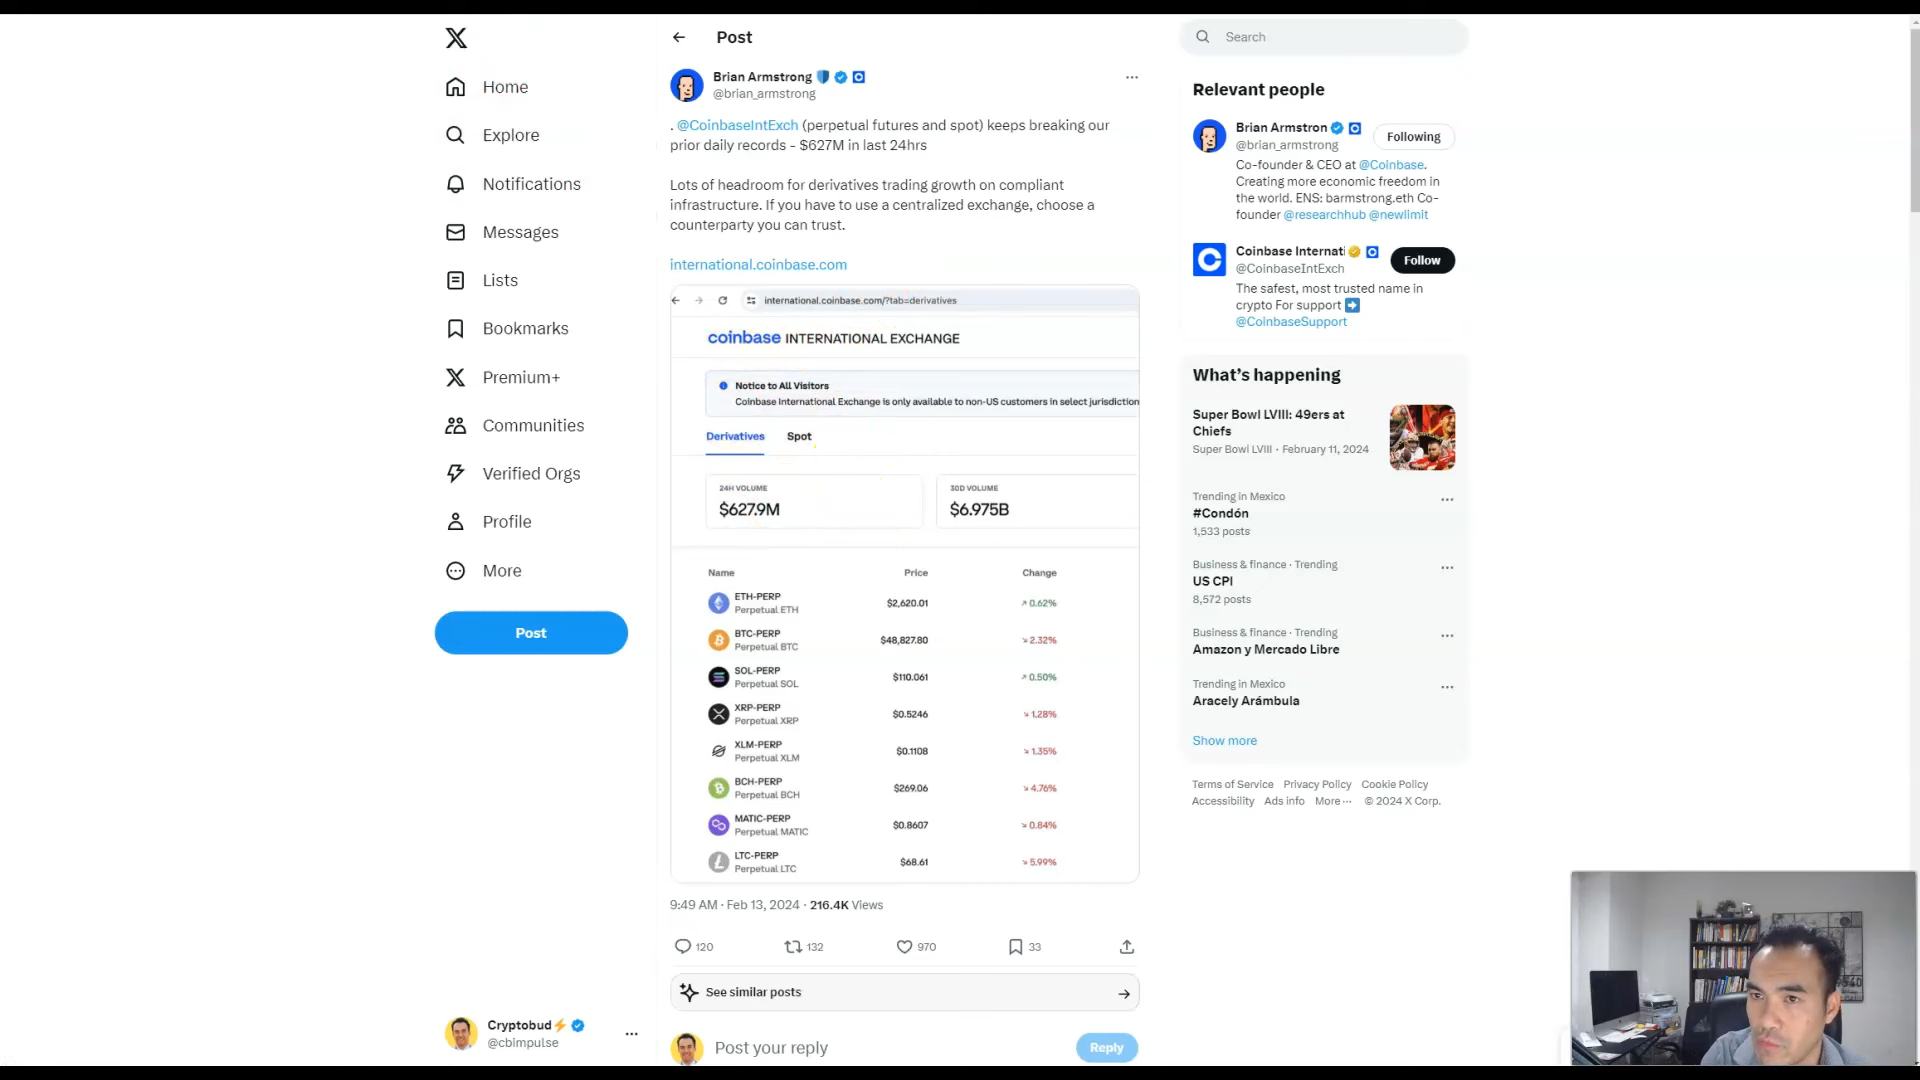 Home
Explore
Notifications
Messages
Lists
Bookmarks
Premium+
Communities
Verified Orgs
Profile
More
Post
Cryptobud
@cbimpulse
Post
Brian Armstrong
@brian_armstrong
. @CoinbaseIntExch (perpetual futures and spot) keeps breaking our
prior daily records - $627M in last 24hrs
Lots of headroom for derivatives trading growth on compliant
infrastructure. If you have to use a centralized exchange, choose a
counterparty you can trust.
international.coinbase.com
international.coinbase.com/?tab=derivatives
coinbase INTERNATIONAL EXCHANGE
Notice to All Visitors
Coinbase International Exchange is only available to non-US customers in select jurisdiction
Derivatives Spot
24H VOLUME
$627.9M
30D VOLUME
$6.975B
Name Price Change
ETH-PERP
Perpetual ETH
$2,620.01 ↗ 0.62%
BTC-PERP
Perpetual BTC
$48,827.80 ↘ 2.32%
SOL-PERP
Perpetual SOL
$110.061 ↗ 0.50%
XRP-PERP
Perpetual XRP
$0.5246 ↘ 1.28%
XLM-PERP
Perpetual XLM
$0.1108 ↘ 1.35%
BCH-PERP
Perpetual BCH
$269.06 ↘ 4.76%
MATIC-PERP
Perpetual MATIC
$0.8607 ↘ 0.84%
LTC-PERP
Perpetual LTC
$68.61 ↘ 5.99%
9:49 AM · Feb 13, 2024 · 216.4K Views
120 132 970 33
See similar posts
Post your reply
Reply
Search
Relevant people
Brian Armstron
@brian_armstrong
Following
Co-founder & CEO at @Coinbase.
Creating more economic freedom in
the world. ENS: barmstrong.eth Co-
founder @researchhub @newlimit
Coinbase Internati
@CoinbaseIntExch
Follow
The safest, most trusted name in
crypto For support
@CoinbaseSupport
What's happening
Super Bowl LVIII: 49ers at
Chiefs
Super Bowl LVIII · February 11, 2024
Trending in Mexico
#Condón
1,533 posts
Business & finance · Trending
US CPI
8,572 posts
Business & finance · Trending
Amazon y Mercado Libre
Trending in Mexico
Aracely Arámbula
Show more
Terms of Service Privacy Policy Cookie Policy
Accessibility Ads info More ··· © 2024 X Corp.